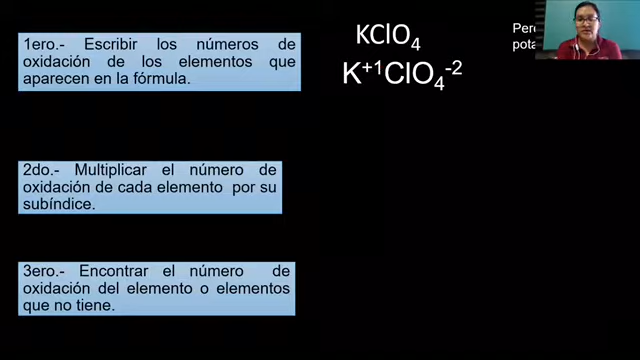 1ero.- Escribir los números de
oxidación de los elementos que
aparecen en la fórmula.
KClO₄
K⁺¹ClO₄⁻²
2do.- Multiplicar el número de
oxidación de cada elemento por su
subíndice.
3ero.- Encontrar el número de
oxidación del elemento o elementos
que no tiene.